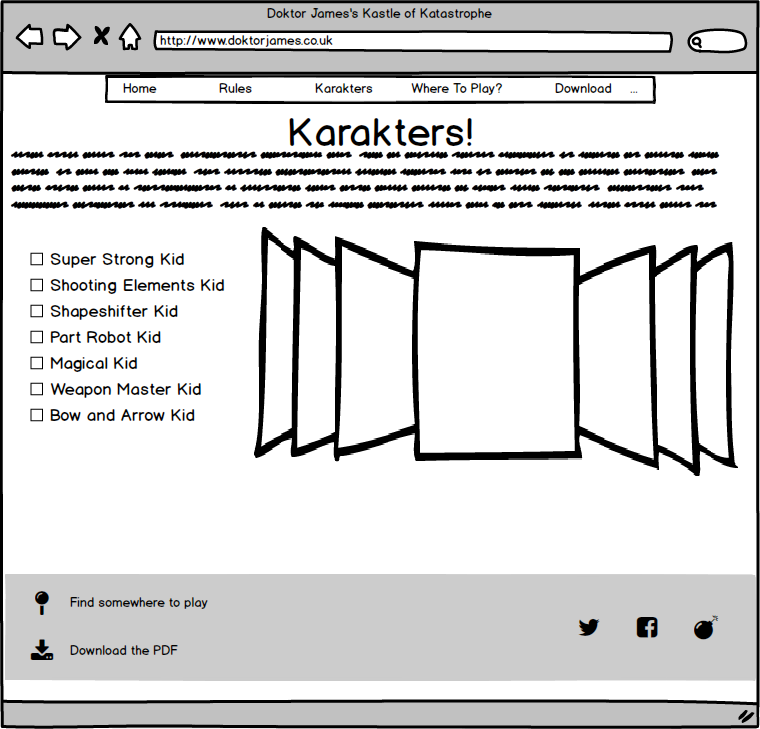 Doktor James's Kastle of Katastrophe
http://www.doktorjames.co.uk
Home Rules Karakters Where To Play? Download ...
Karakters!
Super Strong Kid
Shooting Elements Kid
Shapeshifter Kid
Part Robot Kid
Magical Kid
Weapon Master Kid
Bow and Arrow Kid
Find somewhere to play
Download the PDF